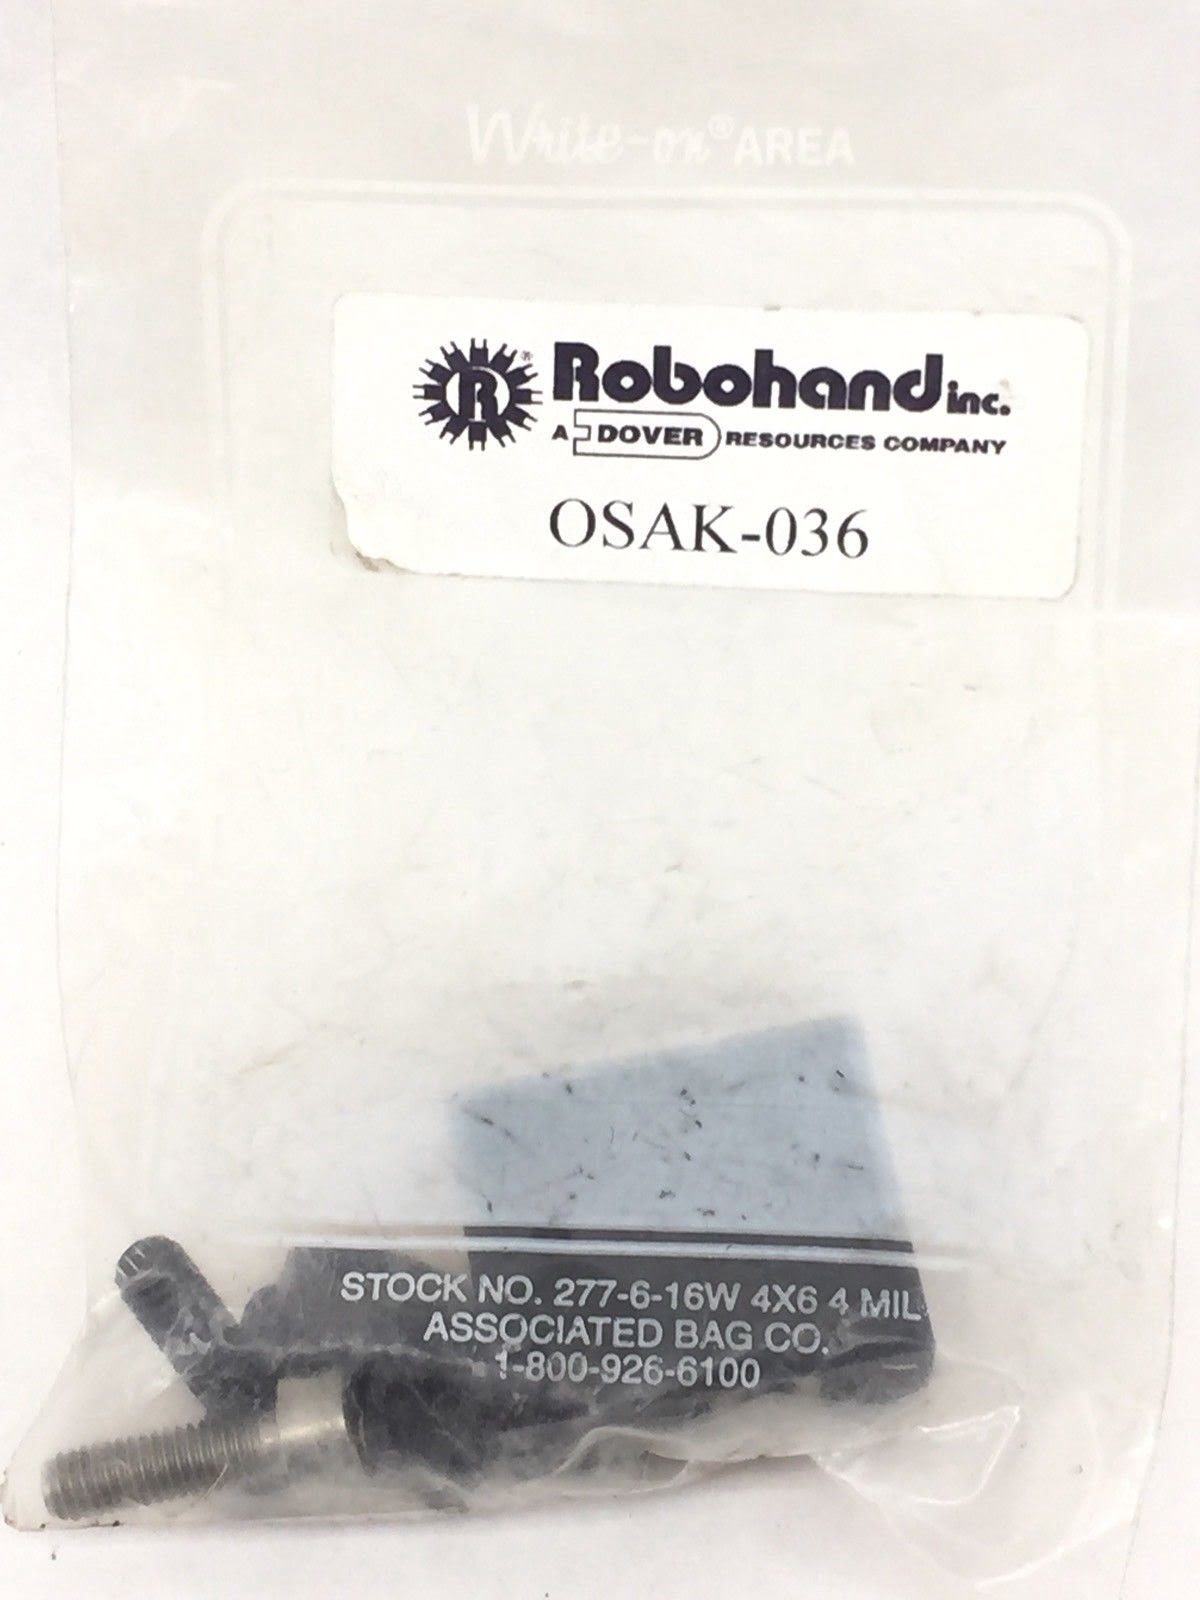 Write-on® AREA
R® Robohand inc.
A DOVER RESOURCES COMPANY
OSAK-036
STOCK NO. 277-6-16W 4X6 4 MIL
ASSOCIATED BAG CO.
1-800-926-6100